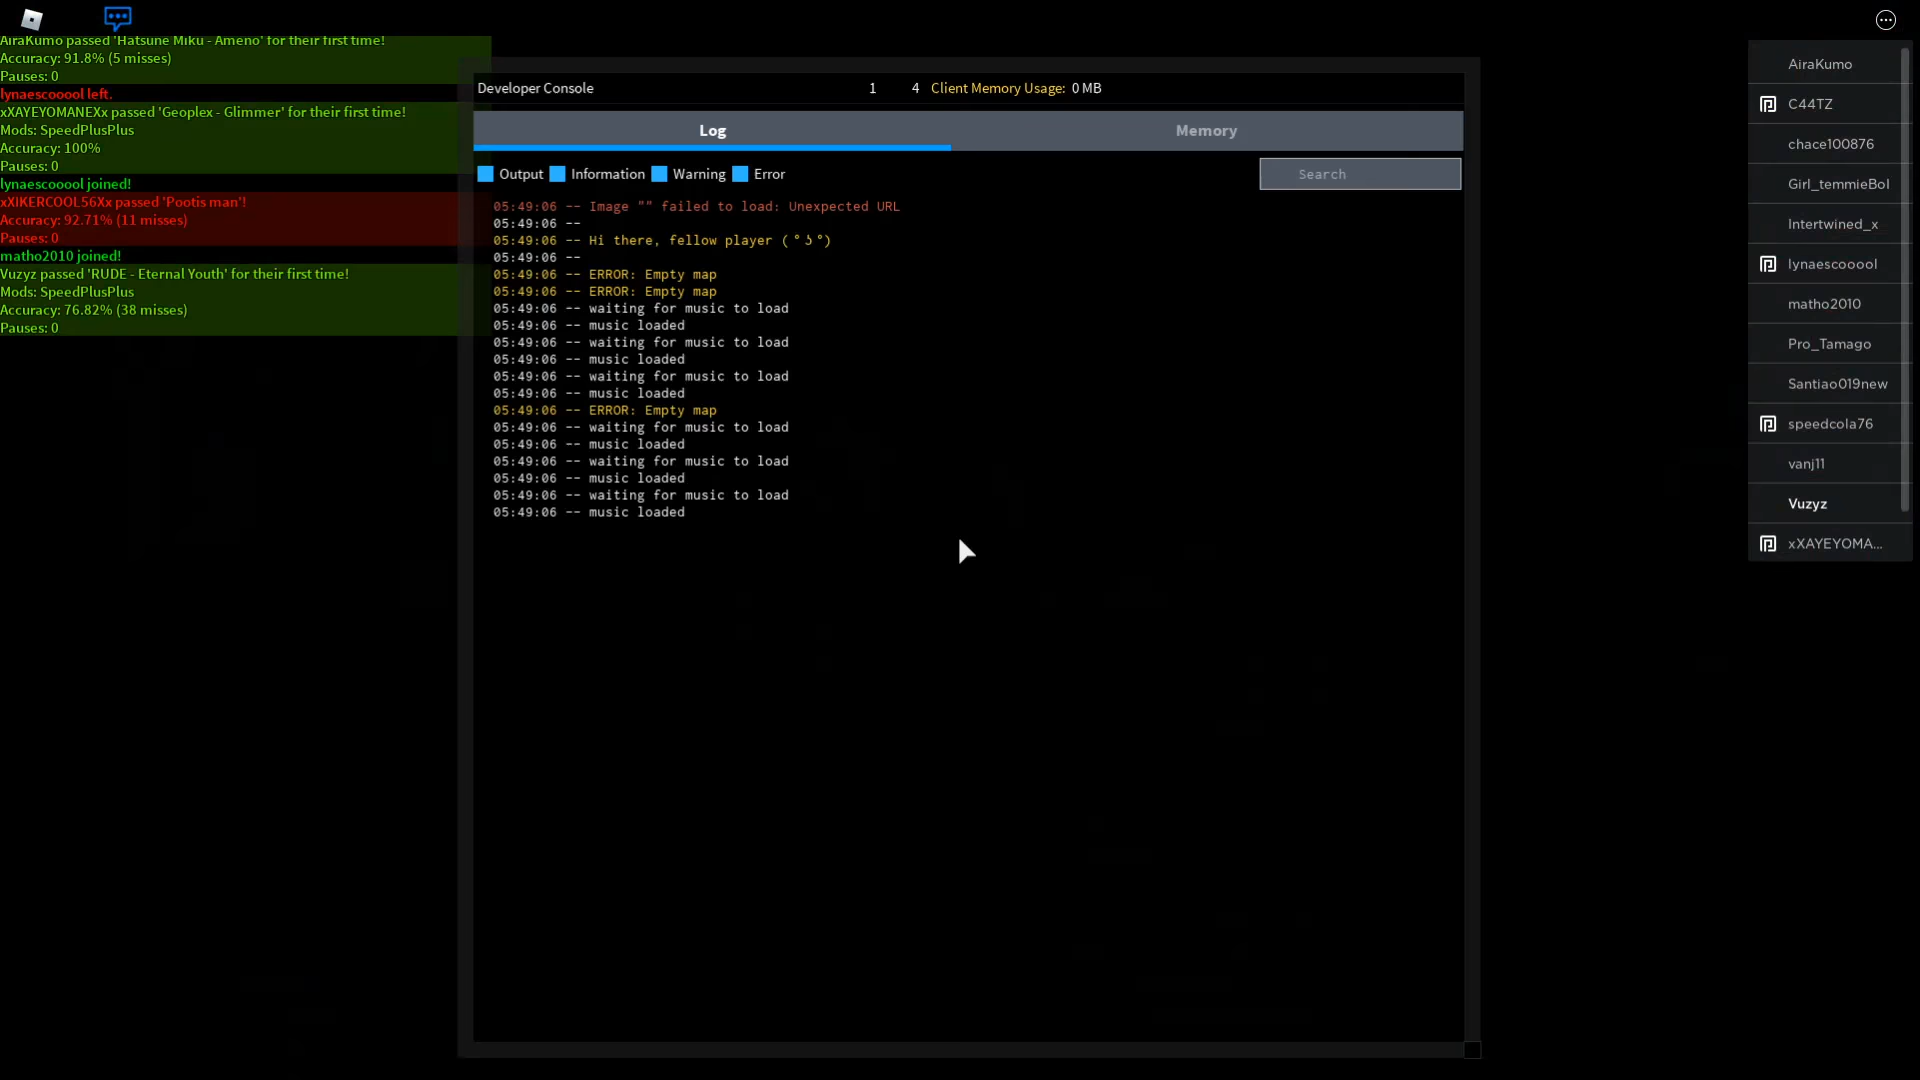 AiraKumo passed 'Hatsune Miku - Ameno' for their first time!
Accuracy: 91.8% (5 misses)
Pauses: 0
lynaescooool left.
xXAYEYOMANEXx passed 'Geoplex - Glimmer' for their first time!
Mods: SpeedPlusPlus
Accuracy: 100%
Pauses: 0
lynaescooool joined!
xXIKERCOOL56Xx passed 'Pootis man'!
Accuracy: 92.71% (11 misses)
Pauses: 0
matho2010 joined!
Vuzyz passed 'RUDE - Eternal Youth' for their first time!
Mods: SpeedPlusPlus
Accuracy: 76.82% (38 misses)
Pauses: 0
Developer Console 1 4 Client Memory Usage: 0 MB
Log Memory
Output Information Warning Error Search
05:49:06 -- Image "" failed to load: Unexpected URL
05:49:06 --
05:49:06 -- Hi there, fellow player ( ° ʖ °)
05:49:06 --
05:49:06 -- ERROR: Empty map
05:49:06 -- ERROR: Empty map
05:49:06 -- waiting for music to load
05:49:06 -- music loaded
05:49:06 -- waiting for music to load
05:49:06 -- music loaded
05:49:06 -- waiting for music to load
05:49:06 -- music loaded
05:49:06 -- ERROR: Empty map
05:49:06 -- waiting for music to load
05:49:06 -- music loaded
05:49:06 -- waiting for music to load
05:49:06 -- music loaded
05:49:06 -- waiting for music to load
05:49:06 -- music loaded
AiraKumo
C44TZ
chace100876
Girl_temmieBoI
Intertwined_x
lynaescooool
matho2010
Pro_Tamago
Santiao019new
speedcola76
vanj11
Vuzyz
xXAYEYOMA...